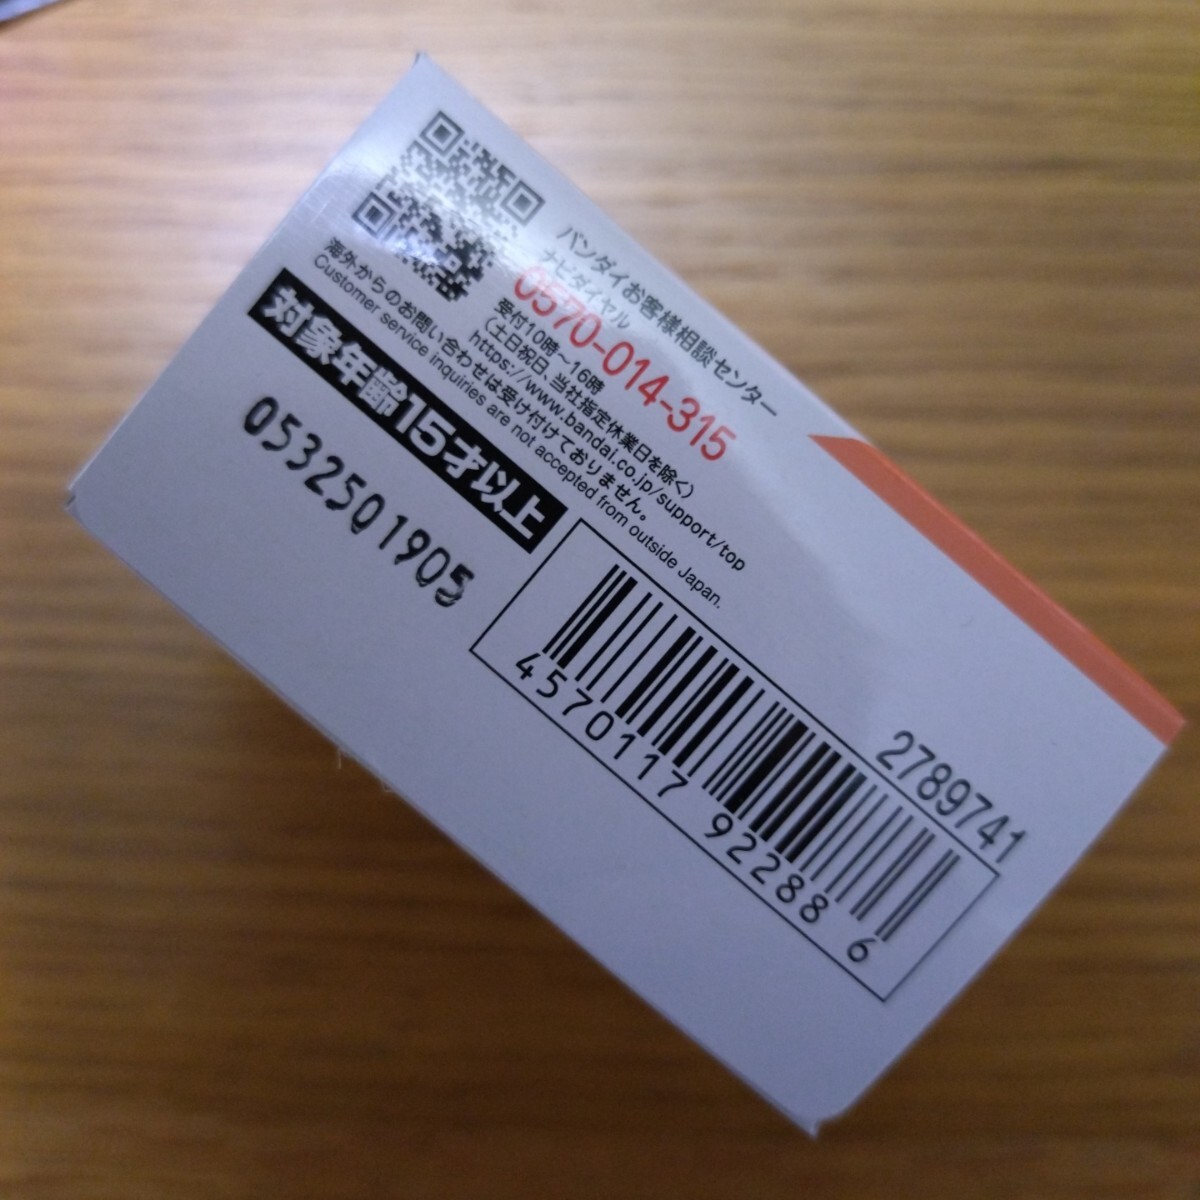 バンダイお客様相談センター
ナビダイヤル
0570-014-315
受付10時～16時
（土日祝日、当社指定休業日を除く）
https://www.bandai.co.jp/support/top
海外からのお問い合わせは受け付けておりません。
Customer service inquiries are not accepted from outside Japan.
対象年齢15才以上
0532501905
2789741
4570117 92288 6